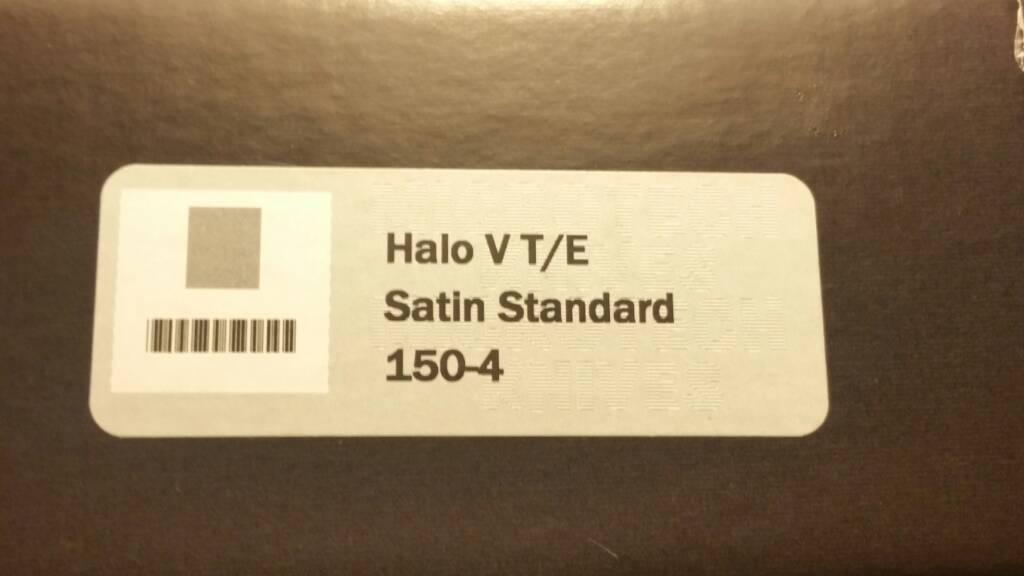 Halo V T/E
Satin Standard
150-4